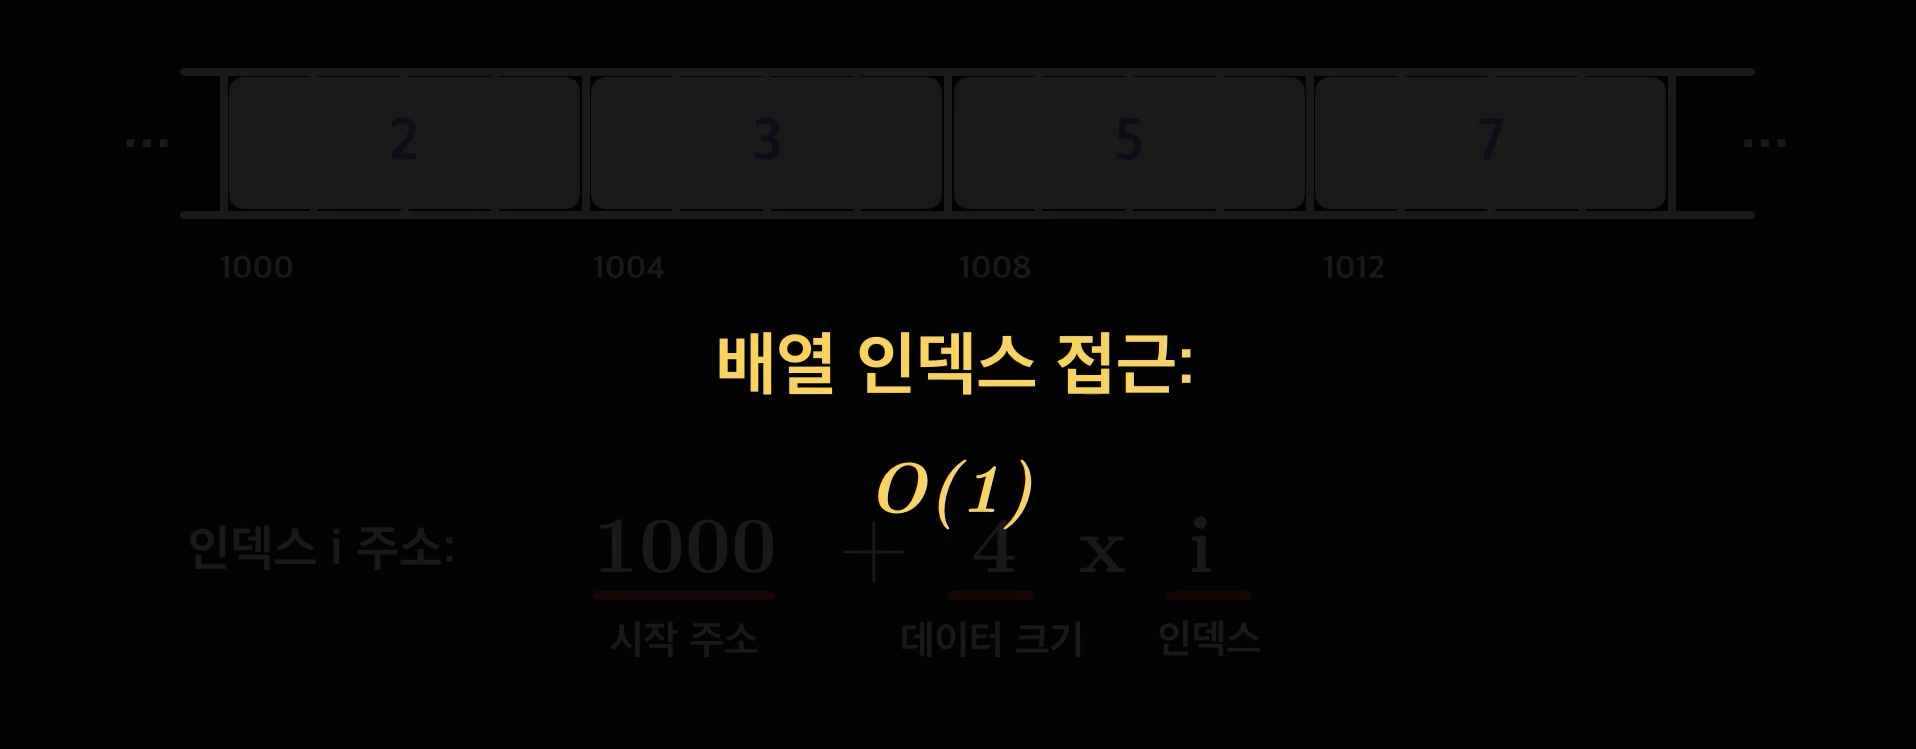 ... 2 3 5 7 ...
1000 1004 1008 1012
배열 인덱스 접근:
O(1)
인덱스 i 주소: 1000 + 4 x i
시작 주소 데이터 크기 인덱스